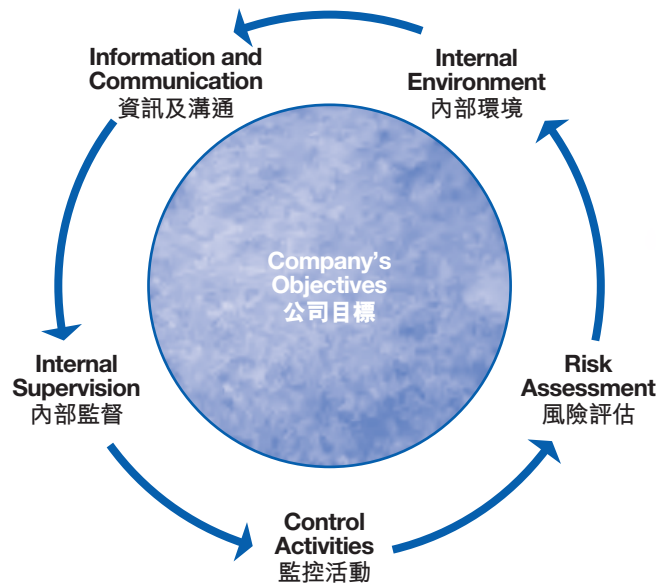 Information and
Communication
資訊及溝通
Internal
Environment
內部環境
Company's
Objectives
公司目標
Internal
Supervision
內部監督
Risk
Assessment
風險評估
Control
Activities
監控活動